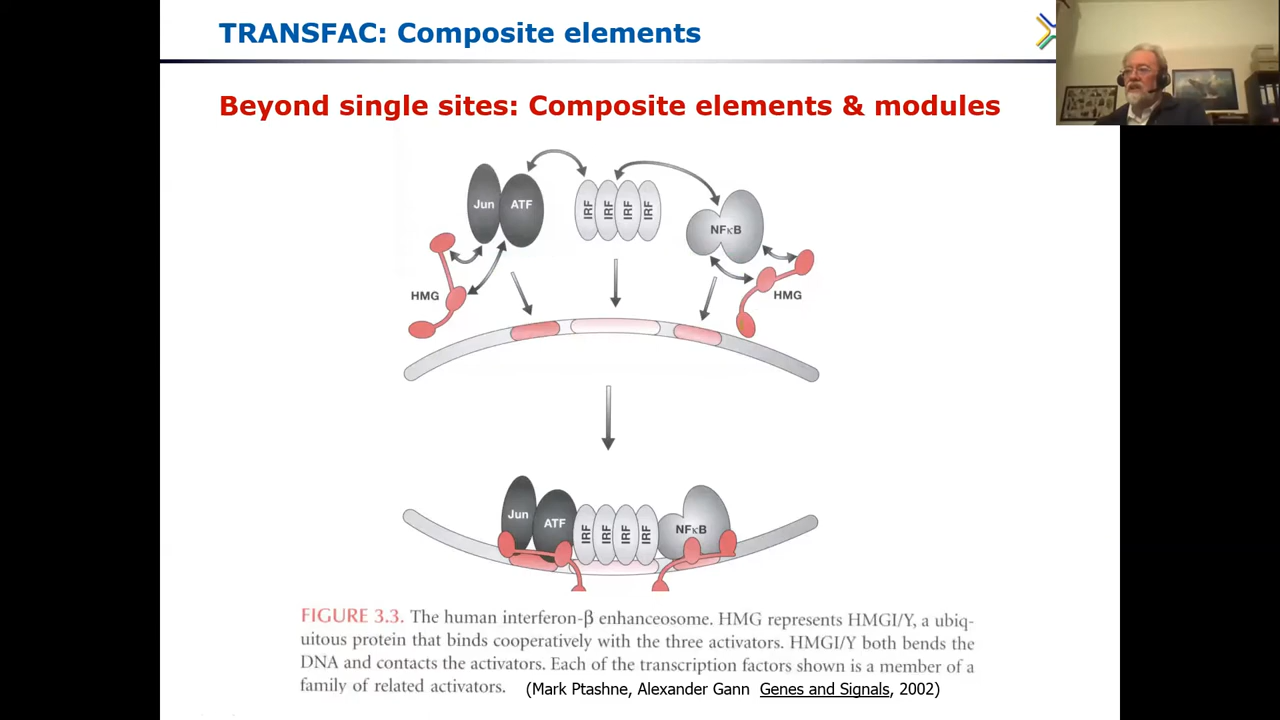 TRANSFAC: Composite elements
Beyond single sites: Composite elements & modules
Jun
ATF
IRF
IRF
IRF
IRF
NFκB
HMG
HMG
Jun
ATF
IRF
IRF
IRF
IRF
NFκB
FIGURE 3.3. The human interferon-β enhanceosome. HMG represents HMGI/Y, a ubiq-
uitous protein that binds cooperatively with the three activators. HMGI/Y both bends the
DNA and contacts the activators. Each of the transcription factors shown is a member of a
family of related activators. (Mark Ptashne, Alexander Gann Genes and Signals, 2002)